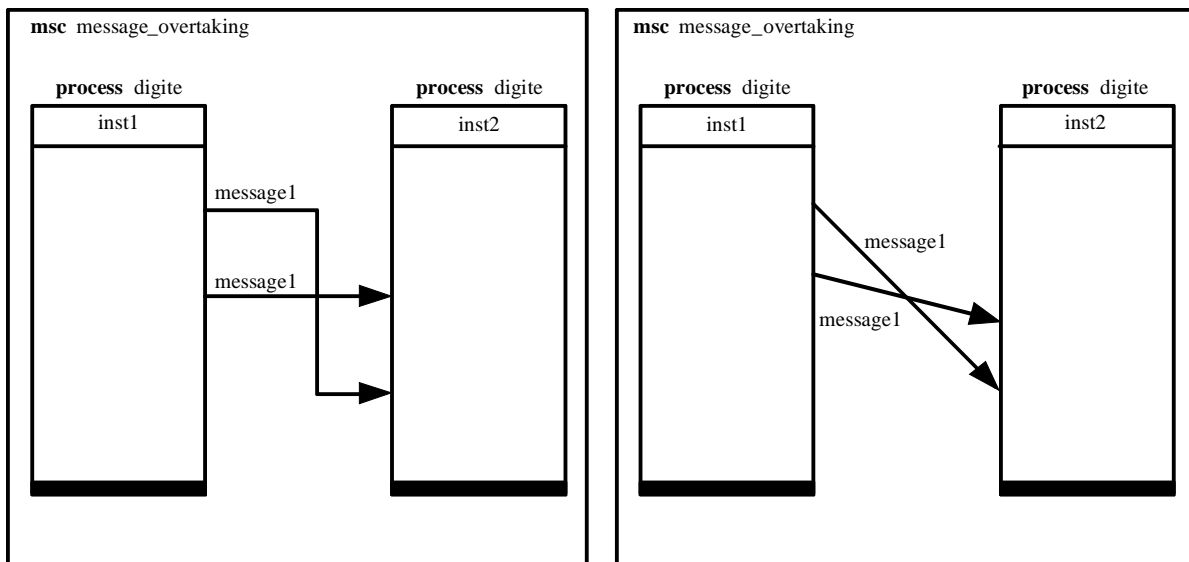 msc message_overtaking
process digite
process digite
inst1
inst2
message1
message1
msc message_overtaking
process digite
process digite
inst1
inst2
message1
message1